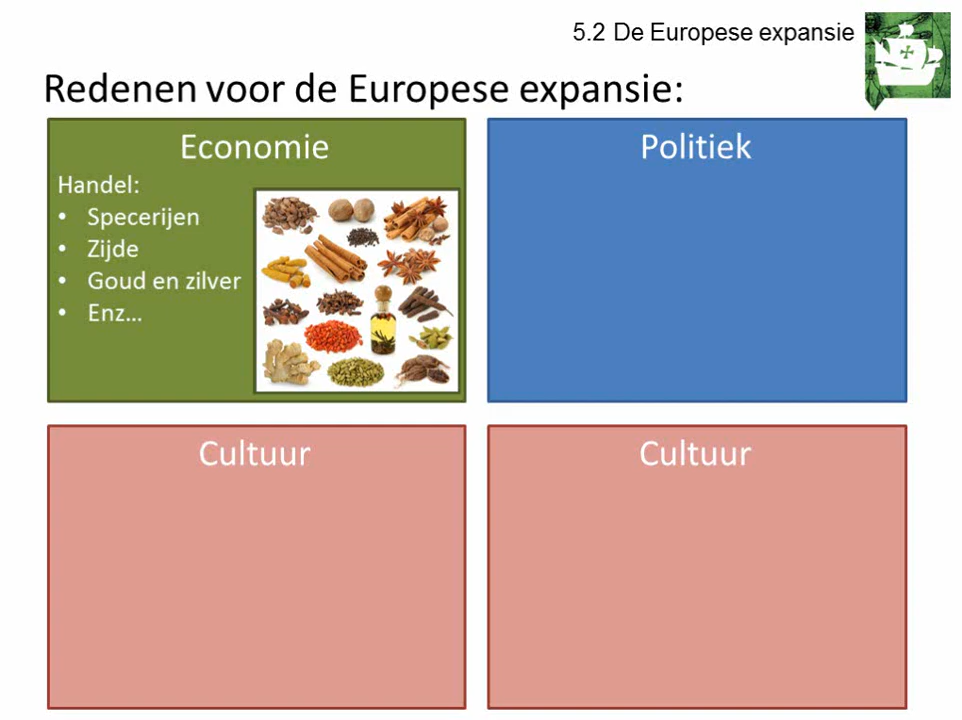 5.2 De Europese expansie
Redenen voor de Europese expansie:
Economie
Handel:
• Specerijen
• Zijde
• Goud en zilver
• Enz...
Politiek
Cultuur
Cultuur